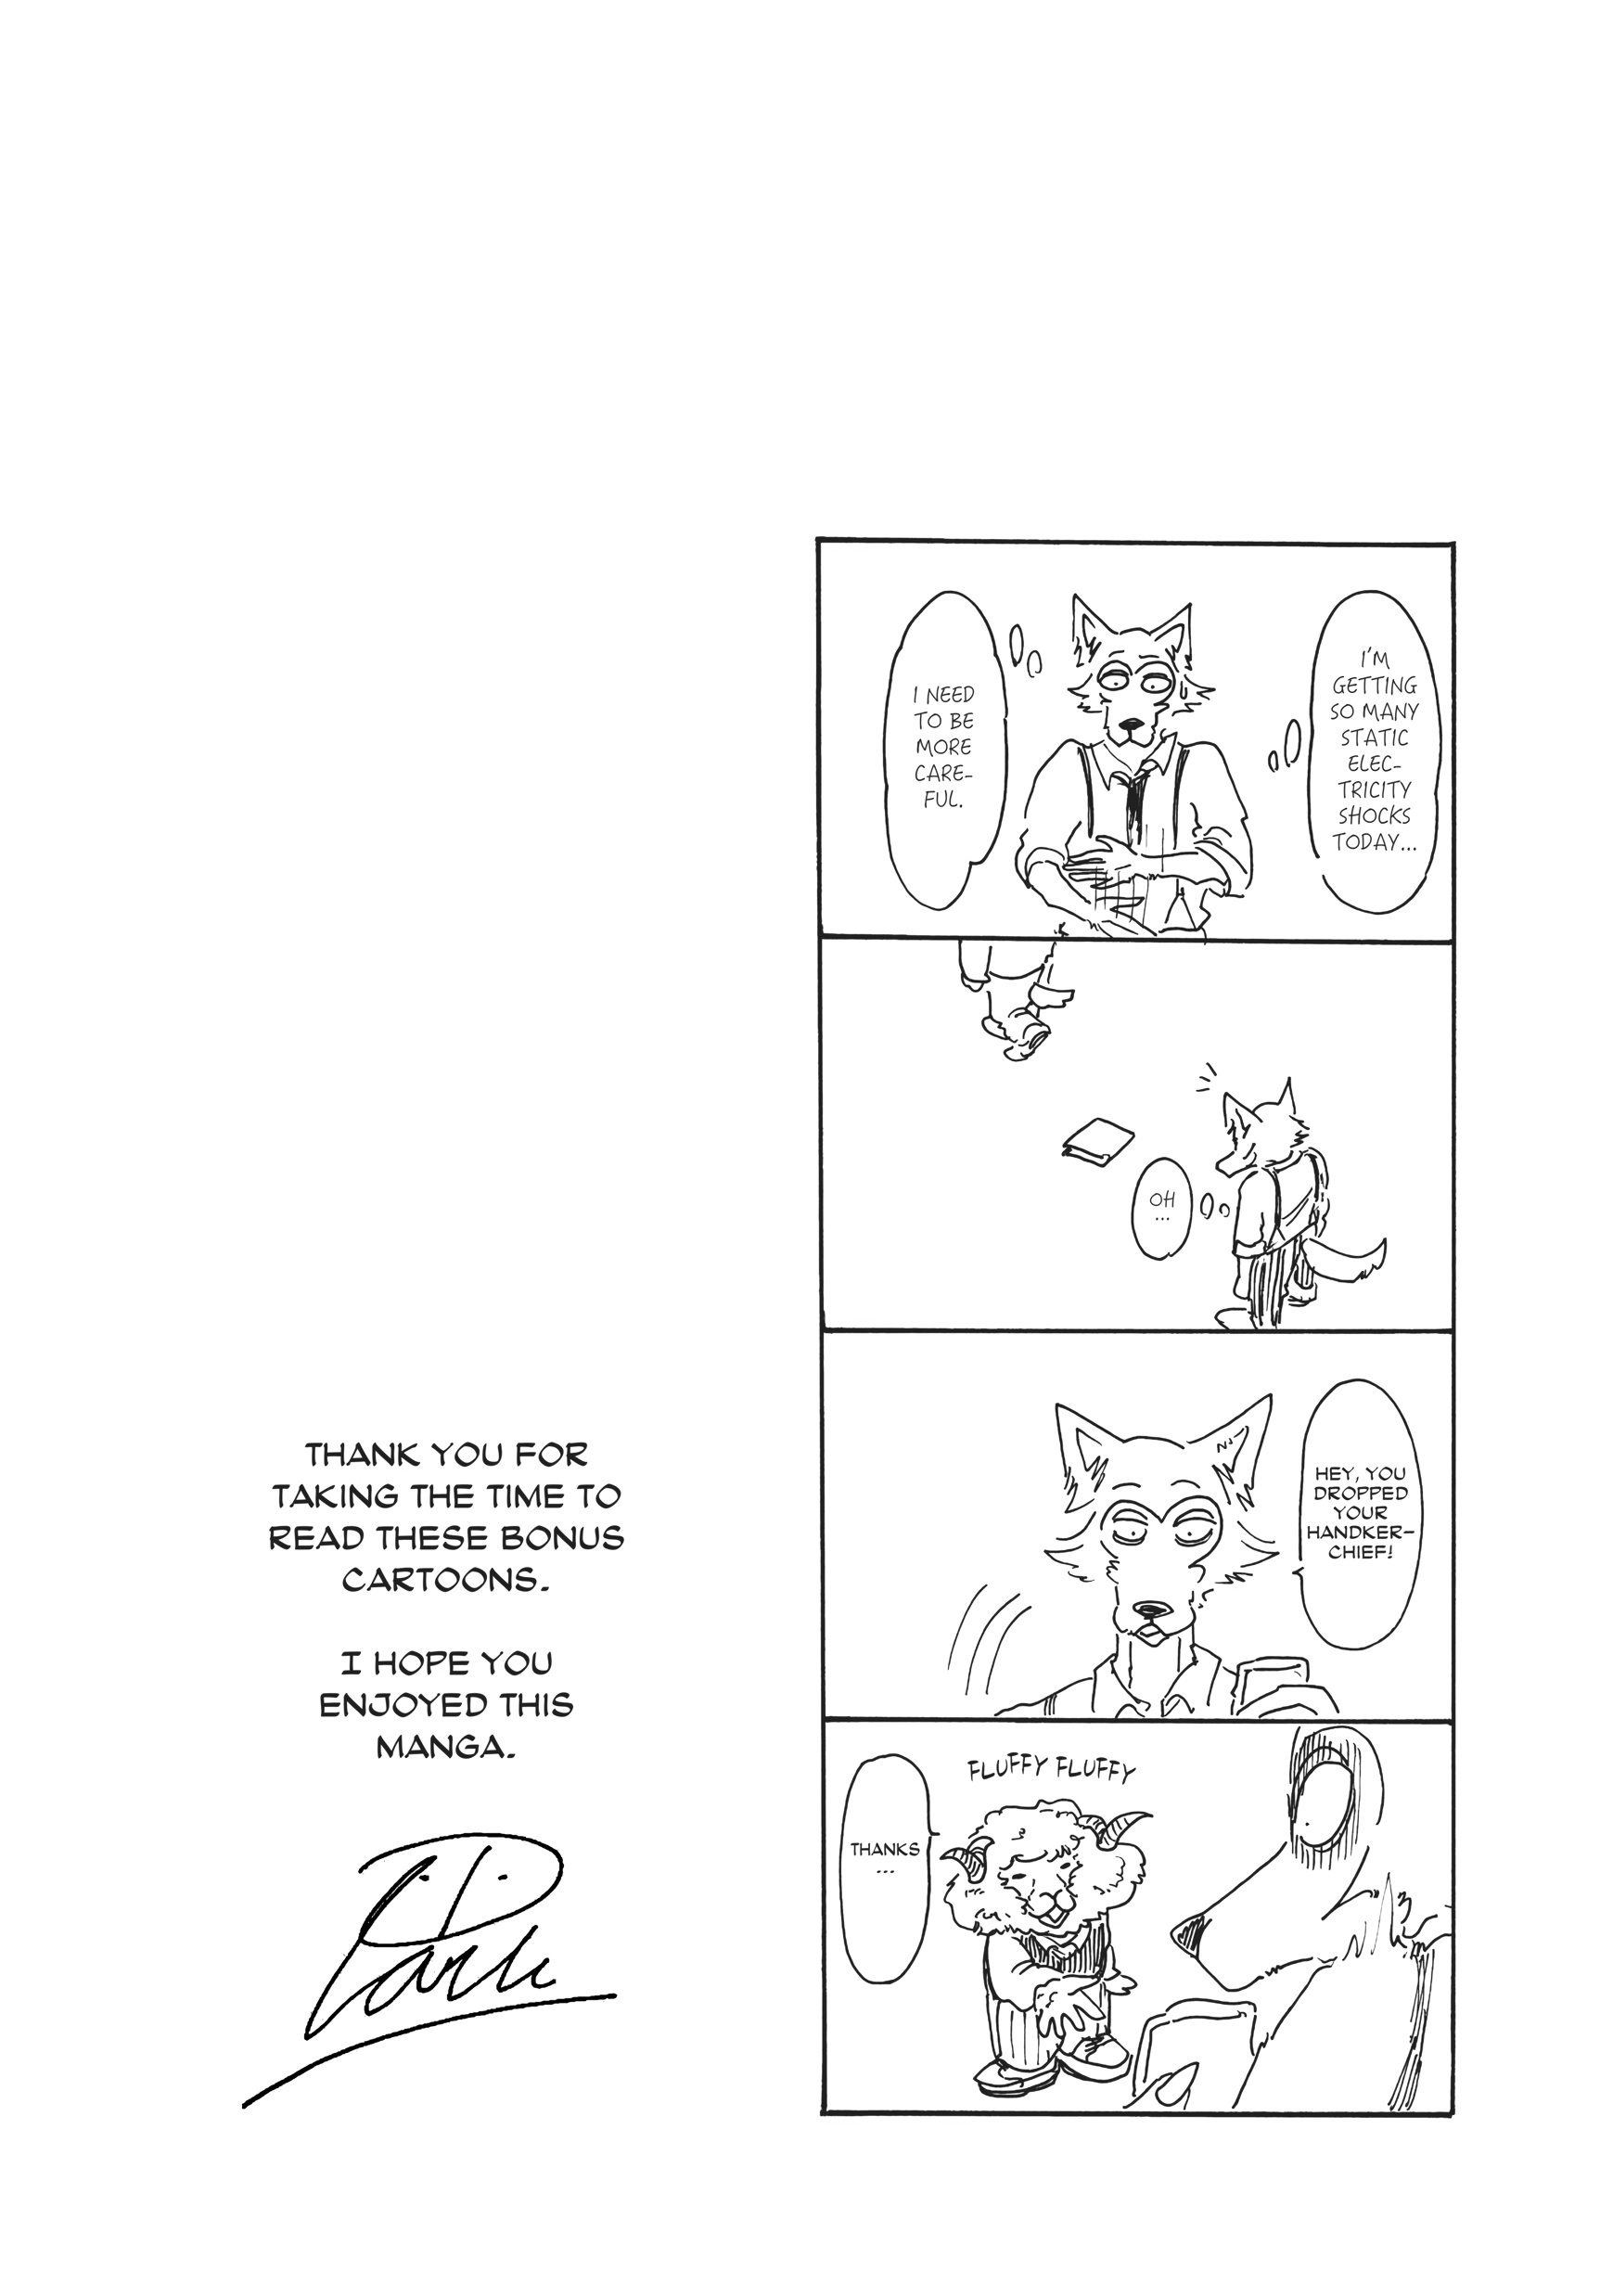 I'M
GETTING
SO MANY
STATIC
ELEC-
TRICITY
SHOCKS
TODAY...
I NEED
TO BE
MORE
CARE-
FUL.
OH
...
HEY, YOU
DROPPED
YOUR
HANDKER-
CHIEF!
FLUFFY FLUFFY
THANKS
...
THANK YOU FOR
TAKING THE TIME TO
READ THESE BONUS
CARTOONS.
I HOPE YOU
ENJOYED THIS
MANGA.